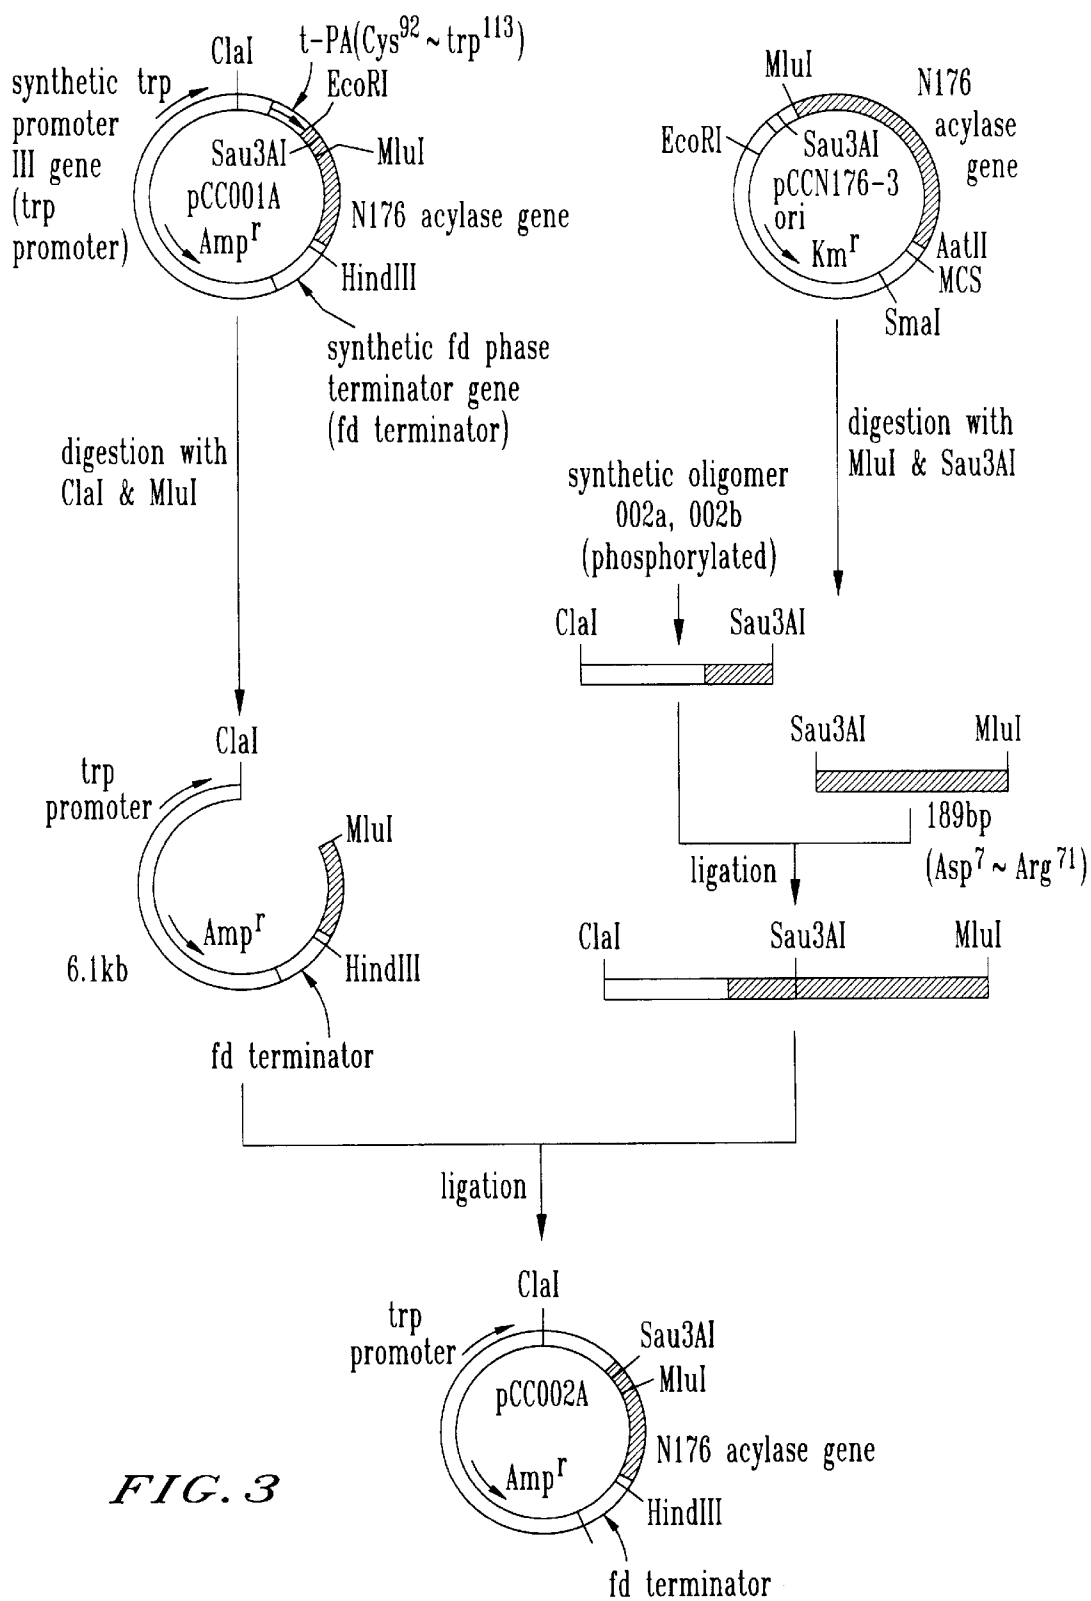 t-PA(Cys92 ~ trp113)
ClaI
EcoRI
synthetic trp
promoter
III gene
(trp
promoter)
Sau3AI
MluI
pCC001A
Ampr
N176 acylase gene
HindIII
synthetic fd phase
terminator gene
(fd terminator)
MluI
N176
acylase
gene
EcoRI
Sau3AI
pCCN176-3
ori
Kmr
AatII
MCS
SmaI
digestion with
ClaI & MluI
digestion with
MluI & Sau3AI
synthetic oligomer
002a, 002b
(phosphorylated)
ClaI
Sau3AI
Sau3AI
MluI
189bp
(Asp7 ~ Arg71)
ligation
ClaI
Sau3AI
MluI
ClaI
trp
promoter
MluI
Ampr
6.1kb
HindIII
fd terminator
ligation
ClaI
trp
promoter
Sau3AI
MluI
pCC002A
N176 acylase gene
Ampr
HindIII
fd terminator
FIG. 3